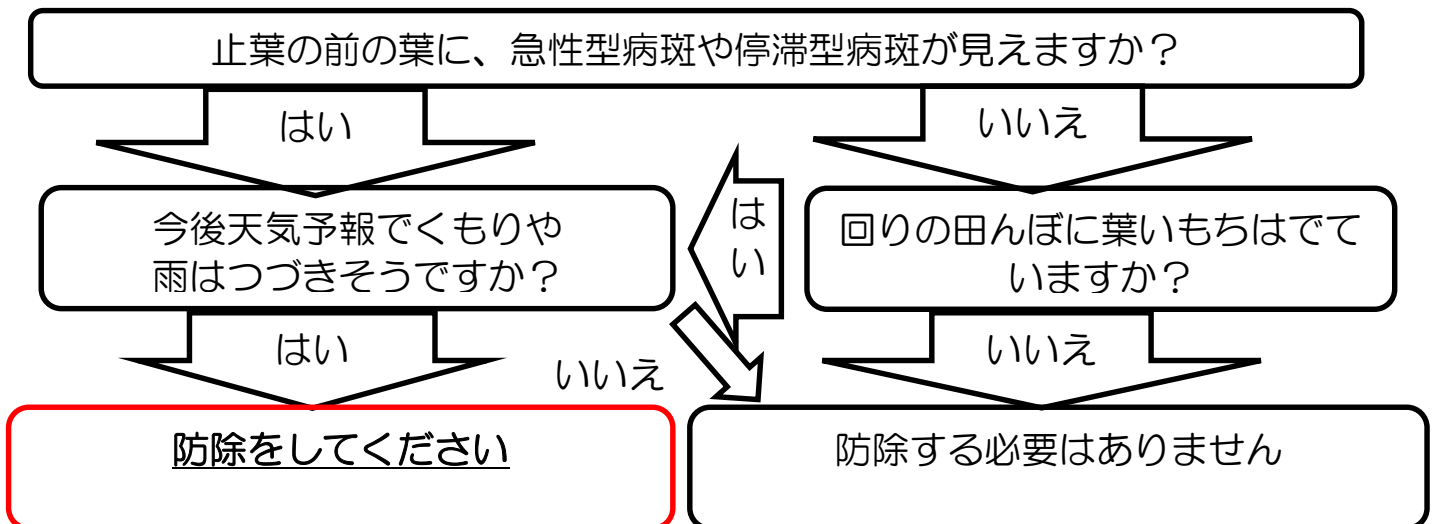 止葉の前の葉に、急性型病斑や停滞型病斑が見えますか？
はい
いいえ
今後天気予報でくもりや
雨はつづきそうですか？
はい
回りの田んぼに葉いもちはでて
いますか？
はい
いいえ
いいえ
防除をしてください
防除する必要はありません